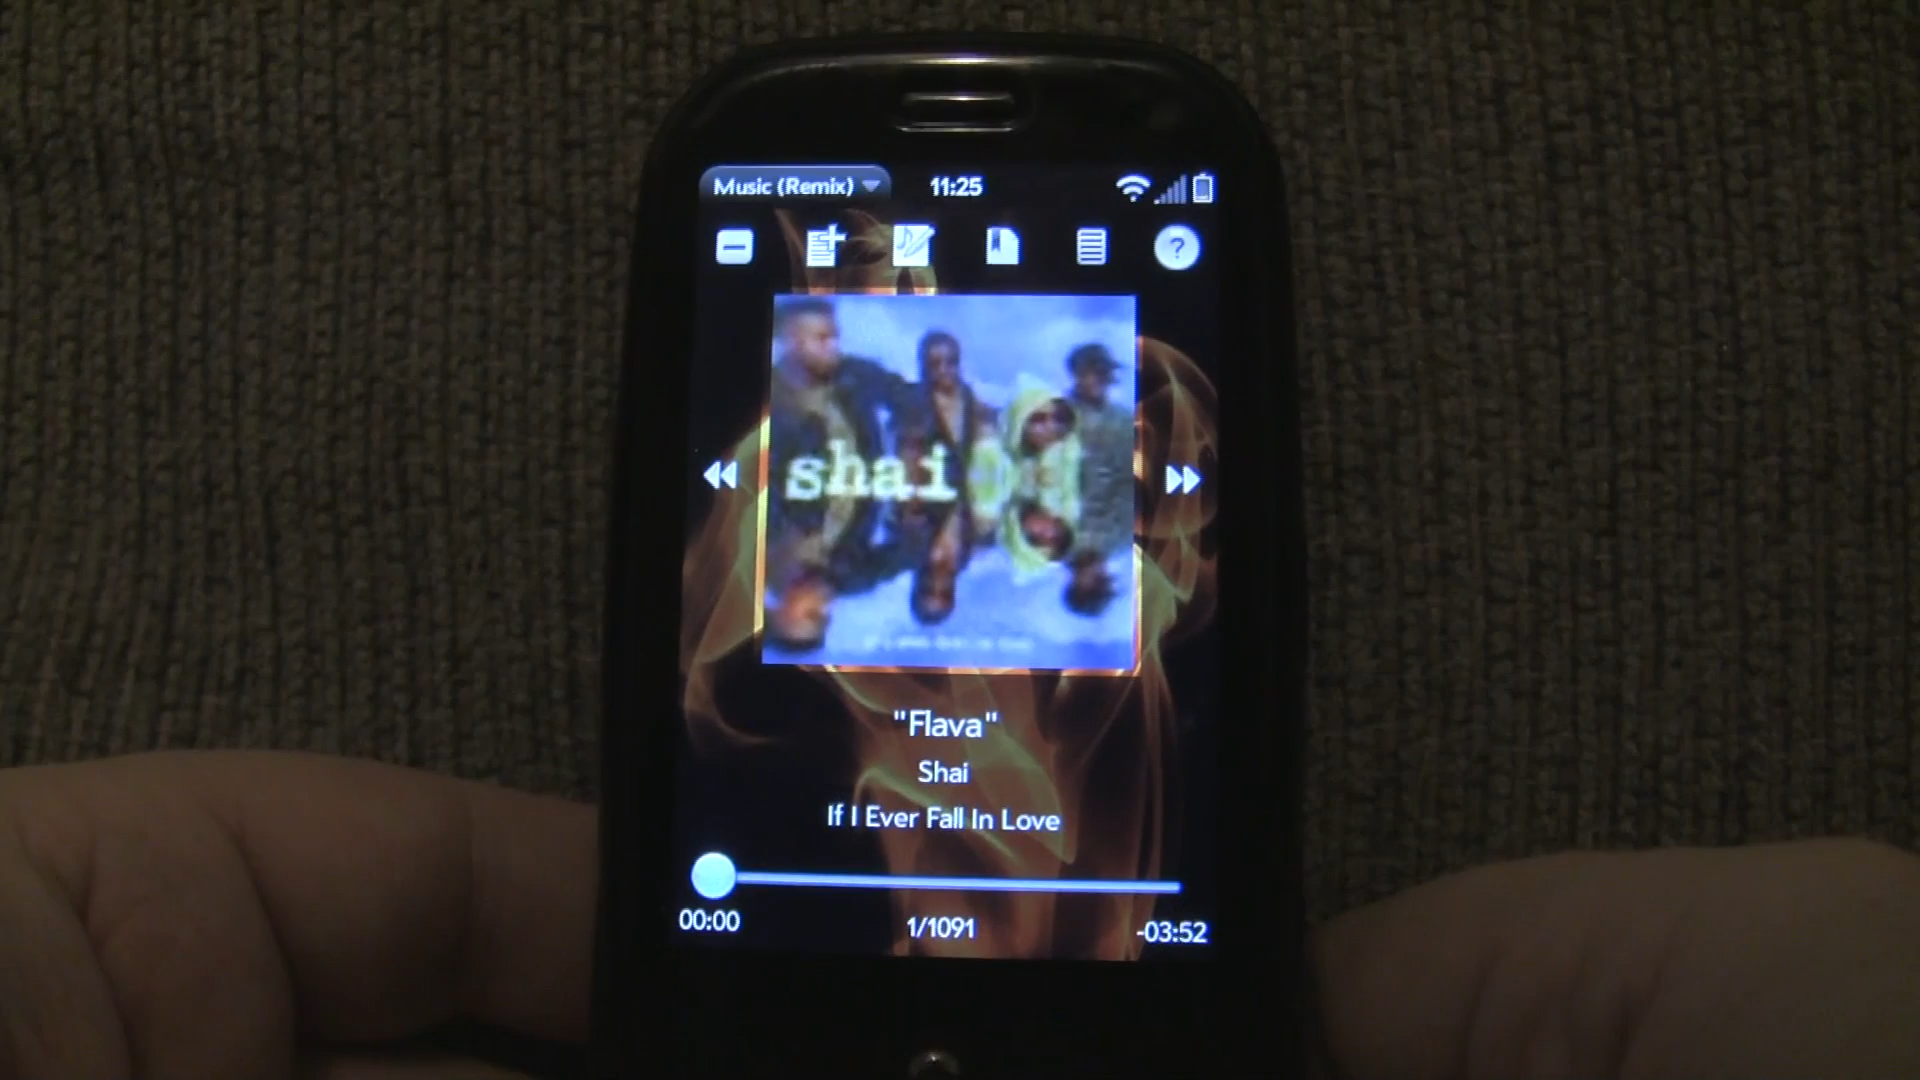 Music (Remix)
11:25
?
shai
"Flava"
Shai
If I Ever Fall In Love
00:00
1/1091
-03:52